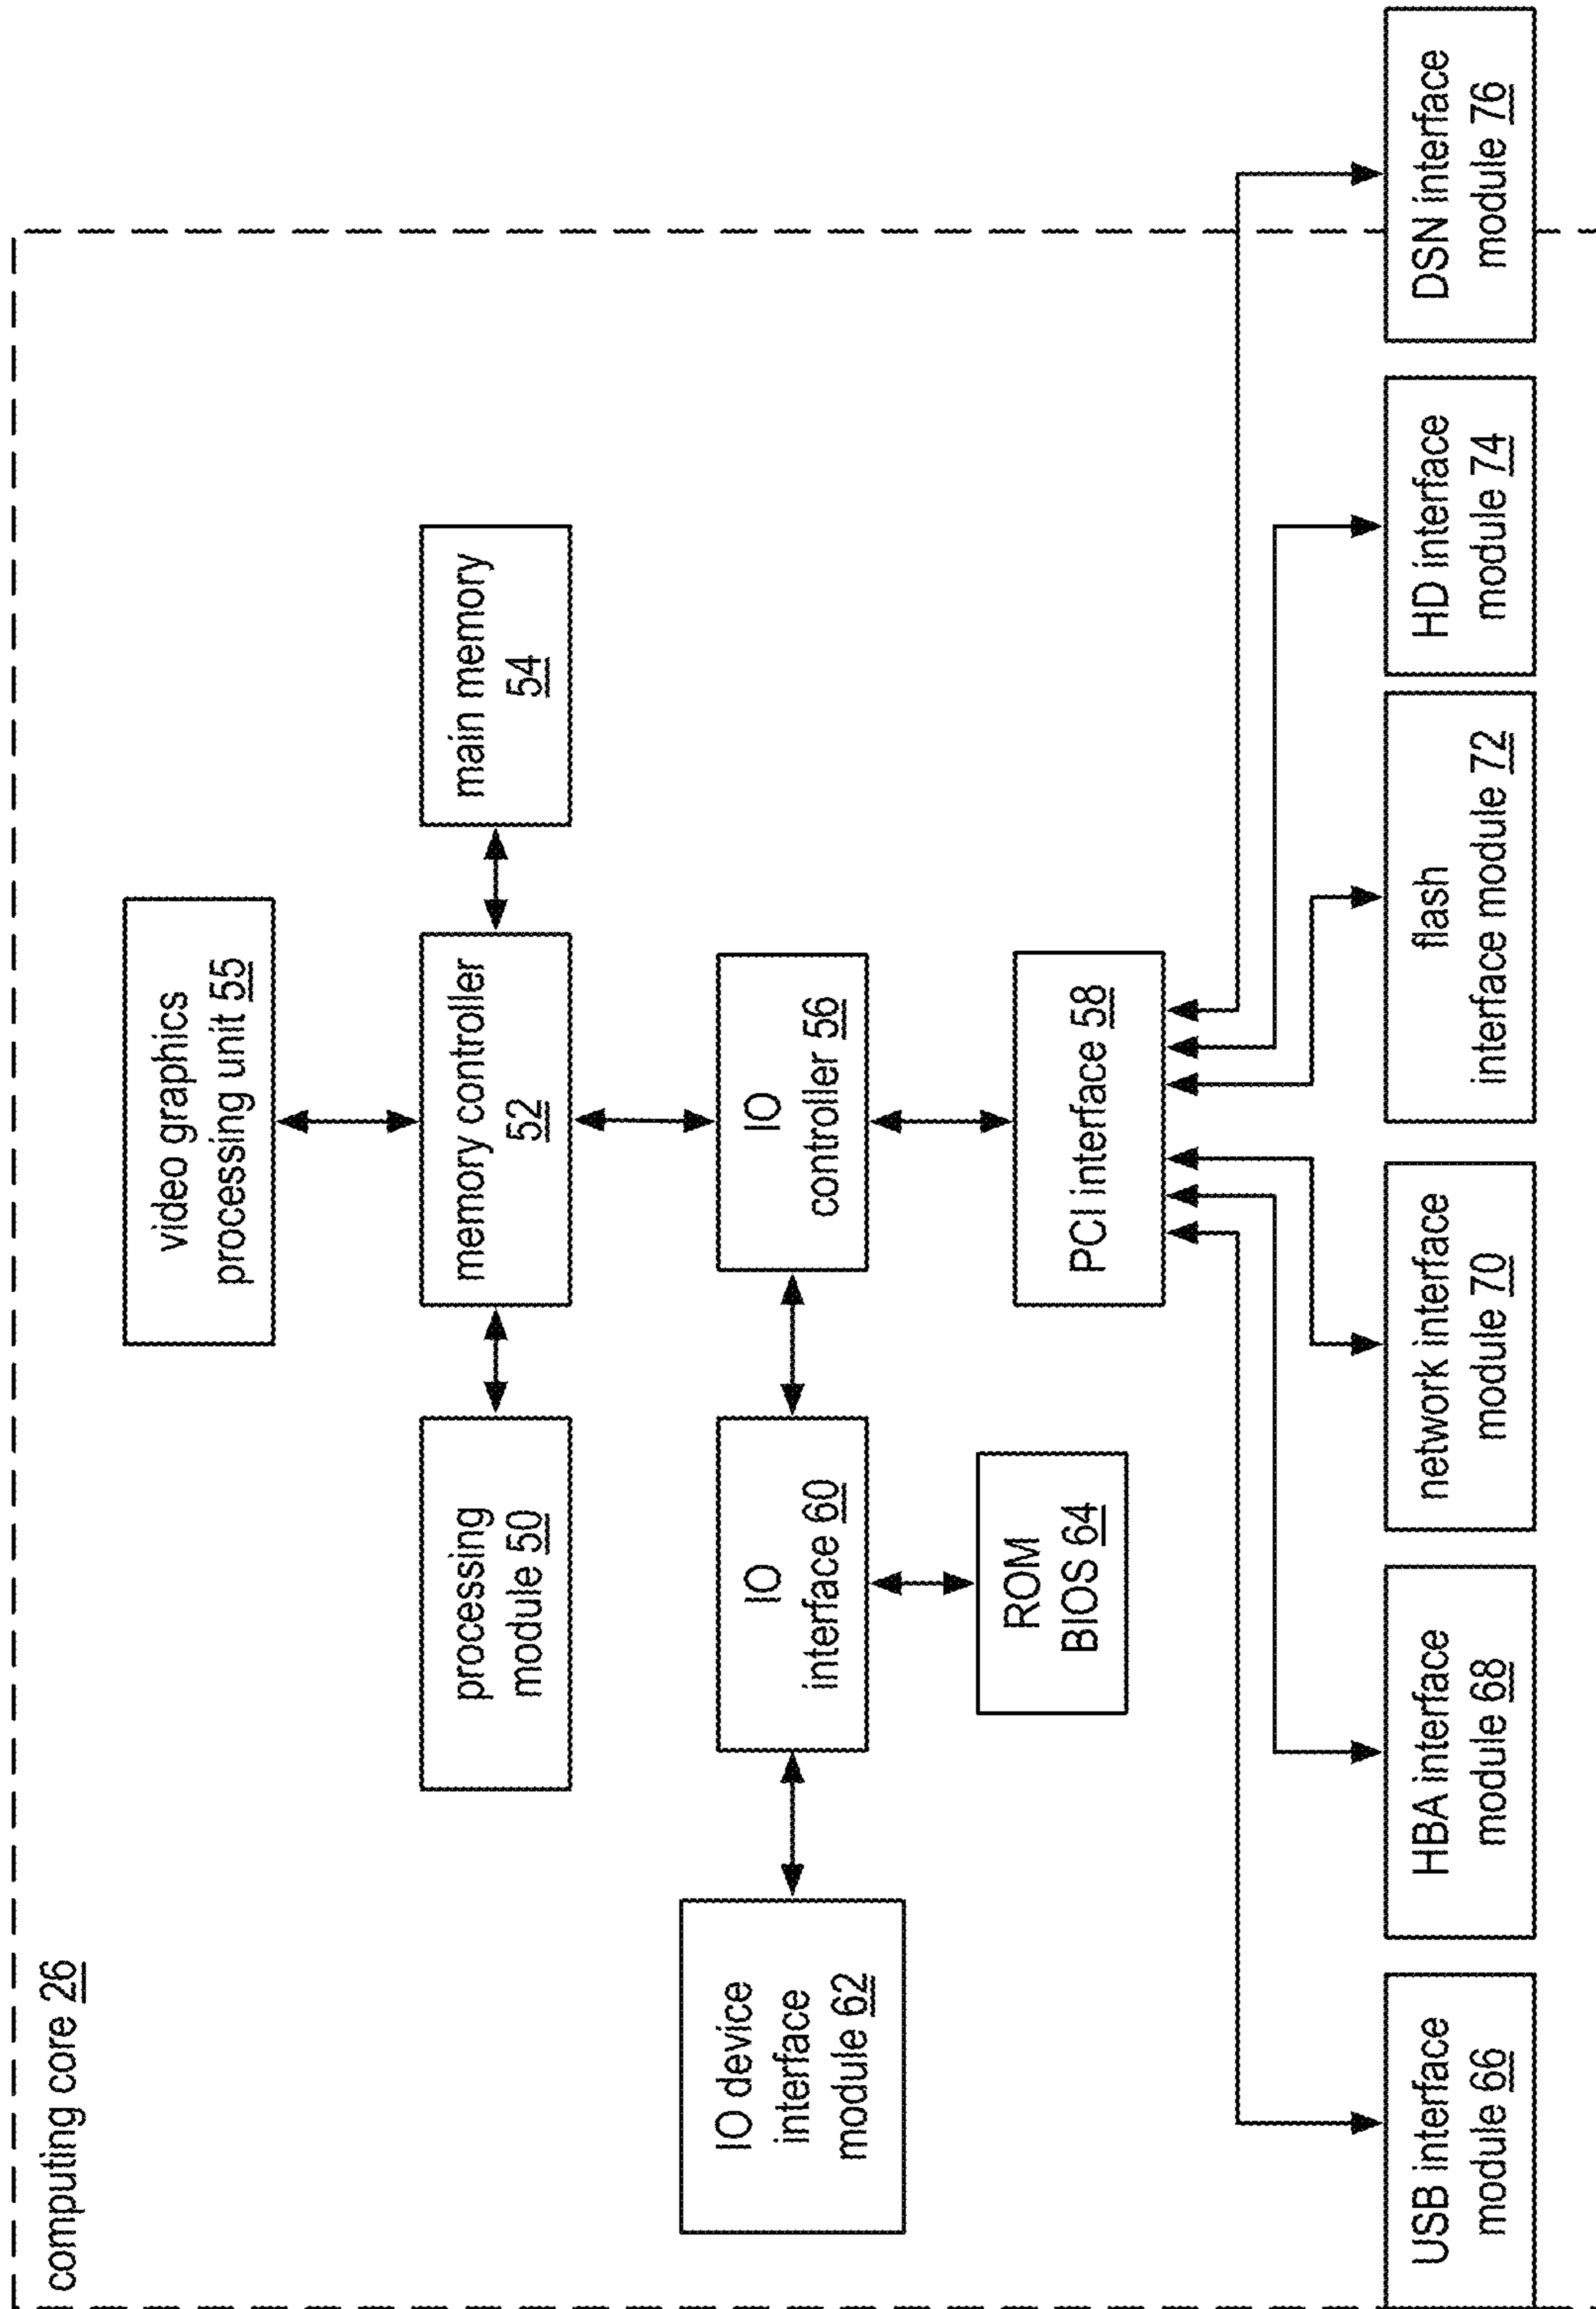 computing core 26
video graphics
processing unit 55
processing
module 50
memory controller
52
main memory
54
IO device
interface
module 62
IO
interface 60
IO
controller 56
ROM
BIOS 64
PCI interface 58
USB interface
module 66
HBA interface
module 68
network interface
module 70
flash
interface module 72
HD interface
module 74
DSN interface
module 76